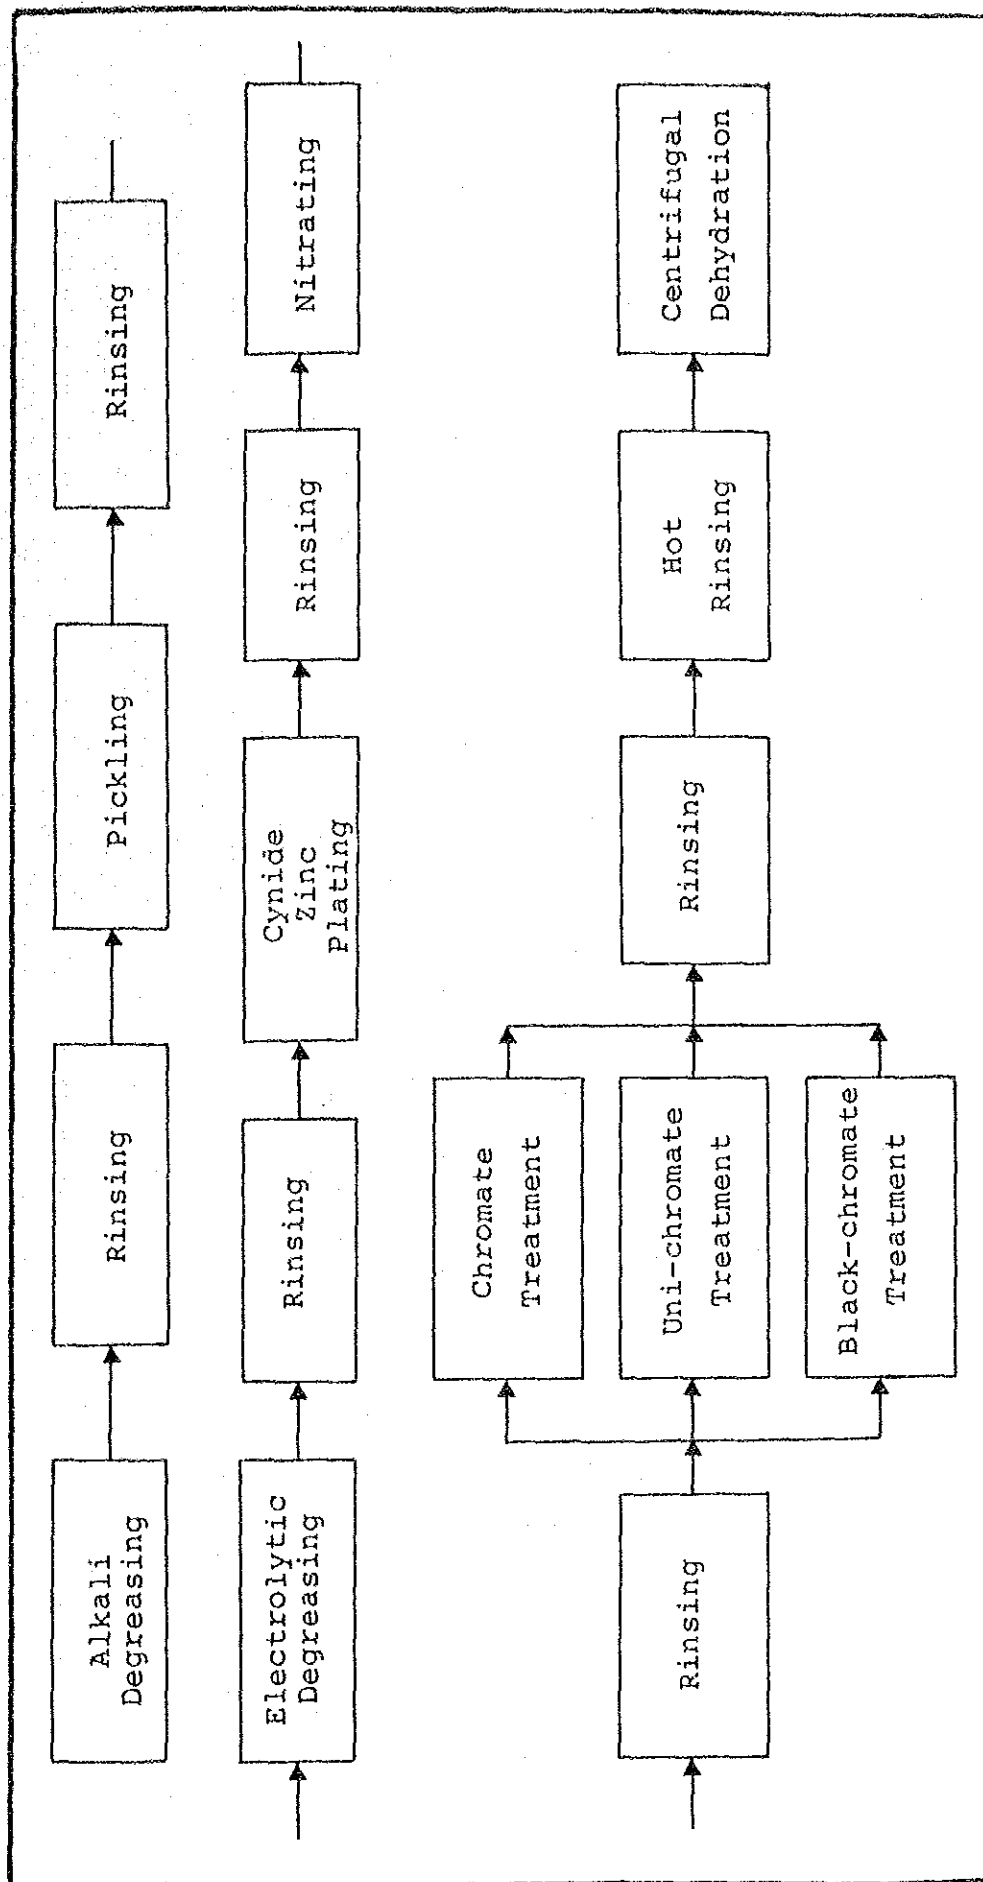 Alkali
Degreasing
Rinsing
Pickling
Rinsing
Electrolytic
Degreasing
Rinsing
Cynide
Zinc
Plating
Rinsing
Nitrating
Rinsing
Chromate
Treatment
Uni-chromate
Treatment
Black-chromate
Treatment
Rinsing
Hot
Rinsing
Centrifugal
Dehydration